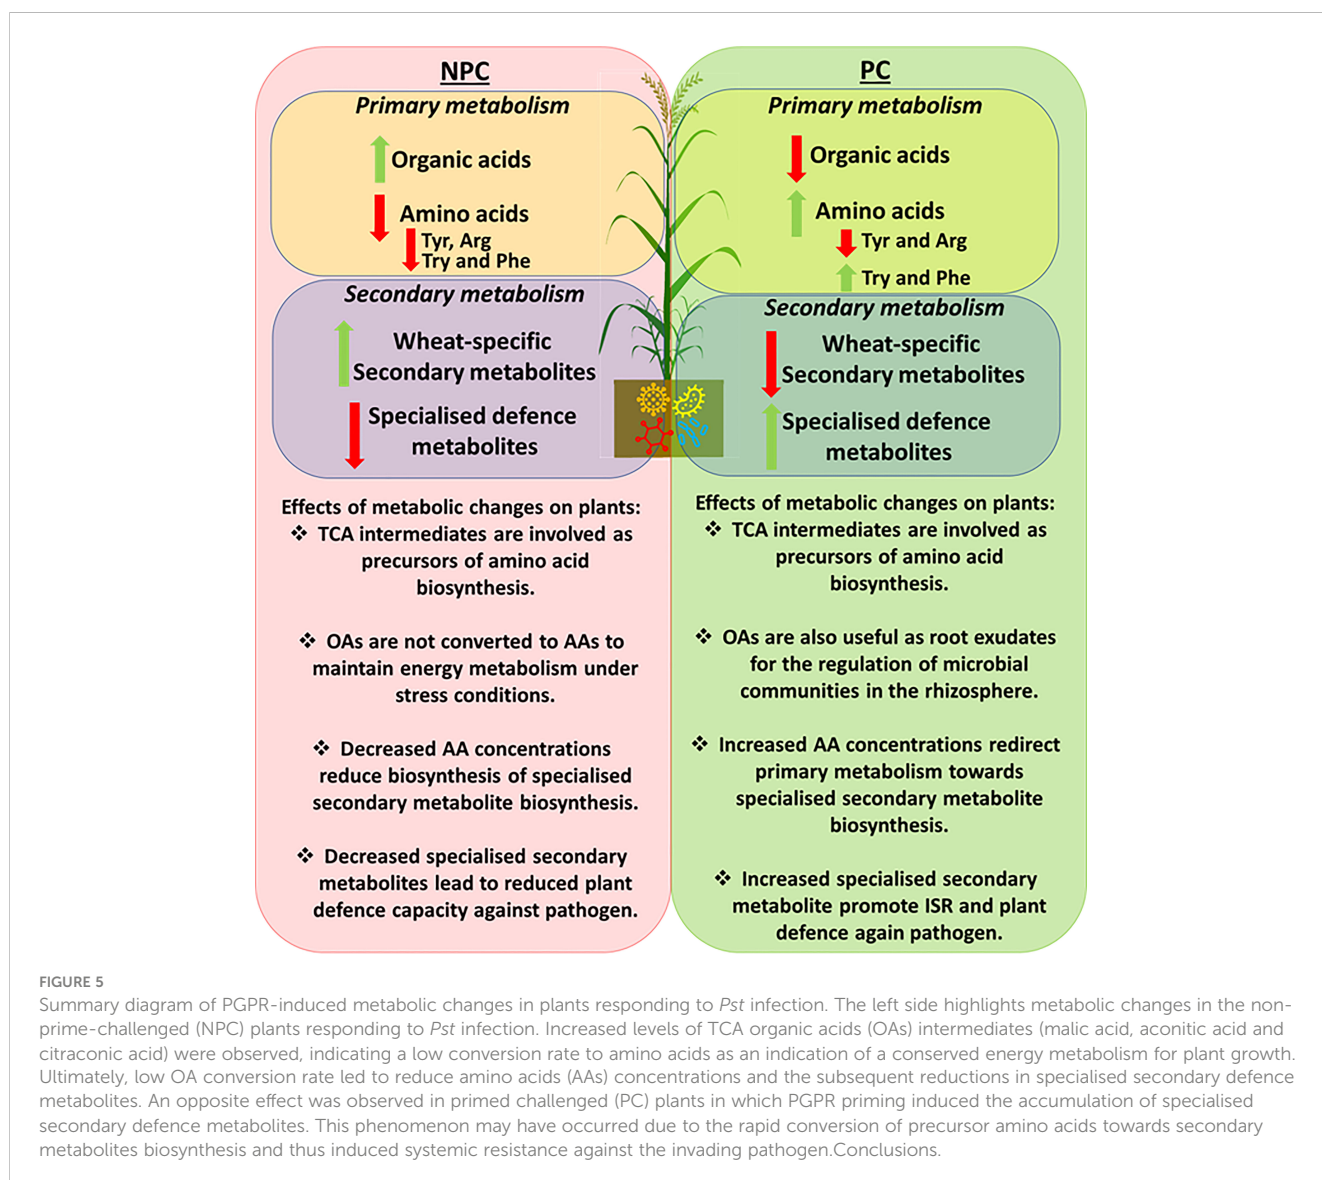 NPC
Primary metabolism
Organic acids
Amino acids
Tyr, Arg
Try and Phe
Secondary metabolism
Wheat-specific
Secondary metabolites
Specialised defence
metabolites
Effects of metabolic changes on plants:
❖ TCA intermediates are involved as
precursors of amino acid
biosynthesis.
❖ OAs are not converted to AAs to
maintain energy metabolism under
stress conditions.
❖ Decreased AA concentrations
reduce biosynthesis of specialised
secondary metabolite biosynthesis.
❖ Decreased specialised secondary
metabolites lead to reduced plant
defence capacity against pathogen.
PC
Primary metabolism
Organic acids
Amino acids
Tyr and Arg
Try and Phe
Secondary metabolism
Wheat-specific
Secondary metabolites
Specialised defence
metabolites
Effects of metabolic changes on plants:
❖ TCA intermediates are involved as
precursors of amino acid
biosynthesis.
❖ OAs are also useful as root exudates
for the regulation of microbial
communities in the rhizosphere.
❖ Increased AA concentrations redirect
primary metabolism towards
specialised secondary metabolite
biosynthesis.
❖ Increased specialised secondary
metabolite promote ISR and plant
defence again pathogen.
FIGURE 5
Summary diagram of PGPR-induced metabolic changes in plants responding to Pst infection. The left side highlights metabolic changes in the non-
prime-challenged (NPC) plants responding to Pst infection. Increased levels of TCA organic acids (OAs) intermediates (malic acid, aconitic acid and
citraconic acid) were observed, indicating a low conversion rate to amino acids as an indication of a conserved energy metabolism for plant growth.
Ultimately, low OA conversion rate led to reduce amino acids (AAs) concentrations and the subsequent reductions in specialised secondary defence
metabolites. An opposite effect was observed in primed challenged (PC) plants in which PGPR priming induced the accumulation of specialised
secondary defence metabolites. This phenomenon may have occurred due to the rapid conversion of precursor amino acids towards secondary
metabolites biosynthesis and thus induced systemic resistance against the invading pathogen.Conclusions.